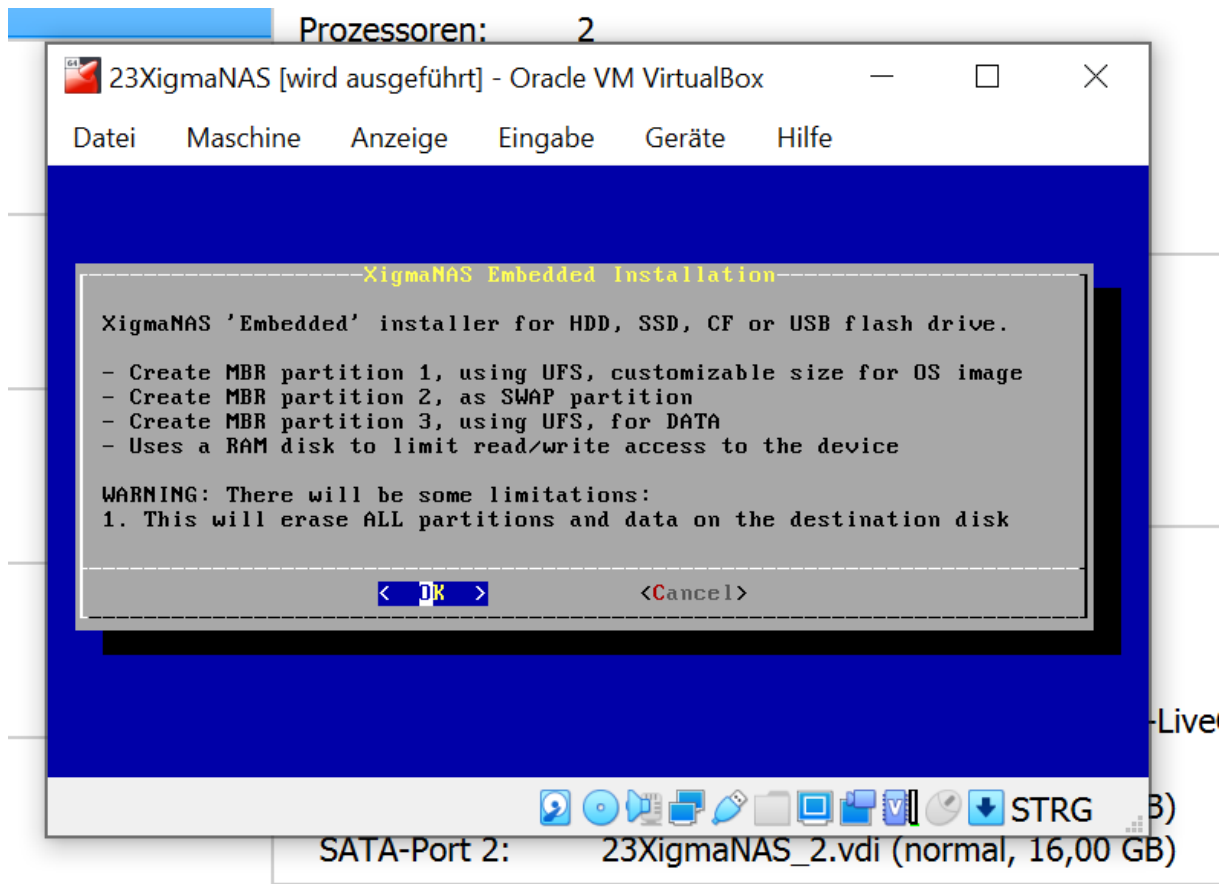 Prozessoren: 2
23XigmaNAS [wird ausgeführt] - Oracle VM VirtualBox
Datei Maschine Anzeige Eingabe Geräte Hilfe
XigmaNAS Embedded Installation
XigmaNAS 'Embedded' installer for HDD, SSD, CF or USB flash drive.
- Create MBR partition 1, using UFS, customizable size for OS image
- Create MBR partition 2, as SWAP partition
- Create MBR partition 3, using UFS, for DATA
- Uses a RAM disk to limit read/write access to the device
WARNING: There will be some limitations:
1. This will erase ALL partitions and data on the destination disk
< OK > <Cancel>
-Live
STRG
B)
SATA-Port 2: 23XigmaNAS_2.vdi (normal, 16,00 GB)